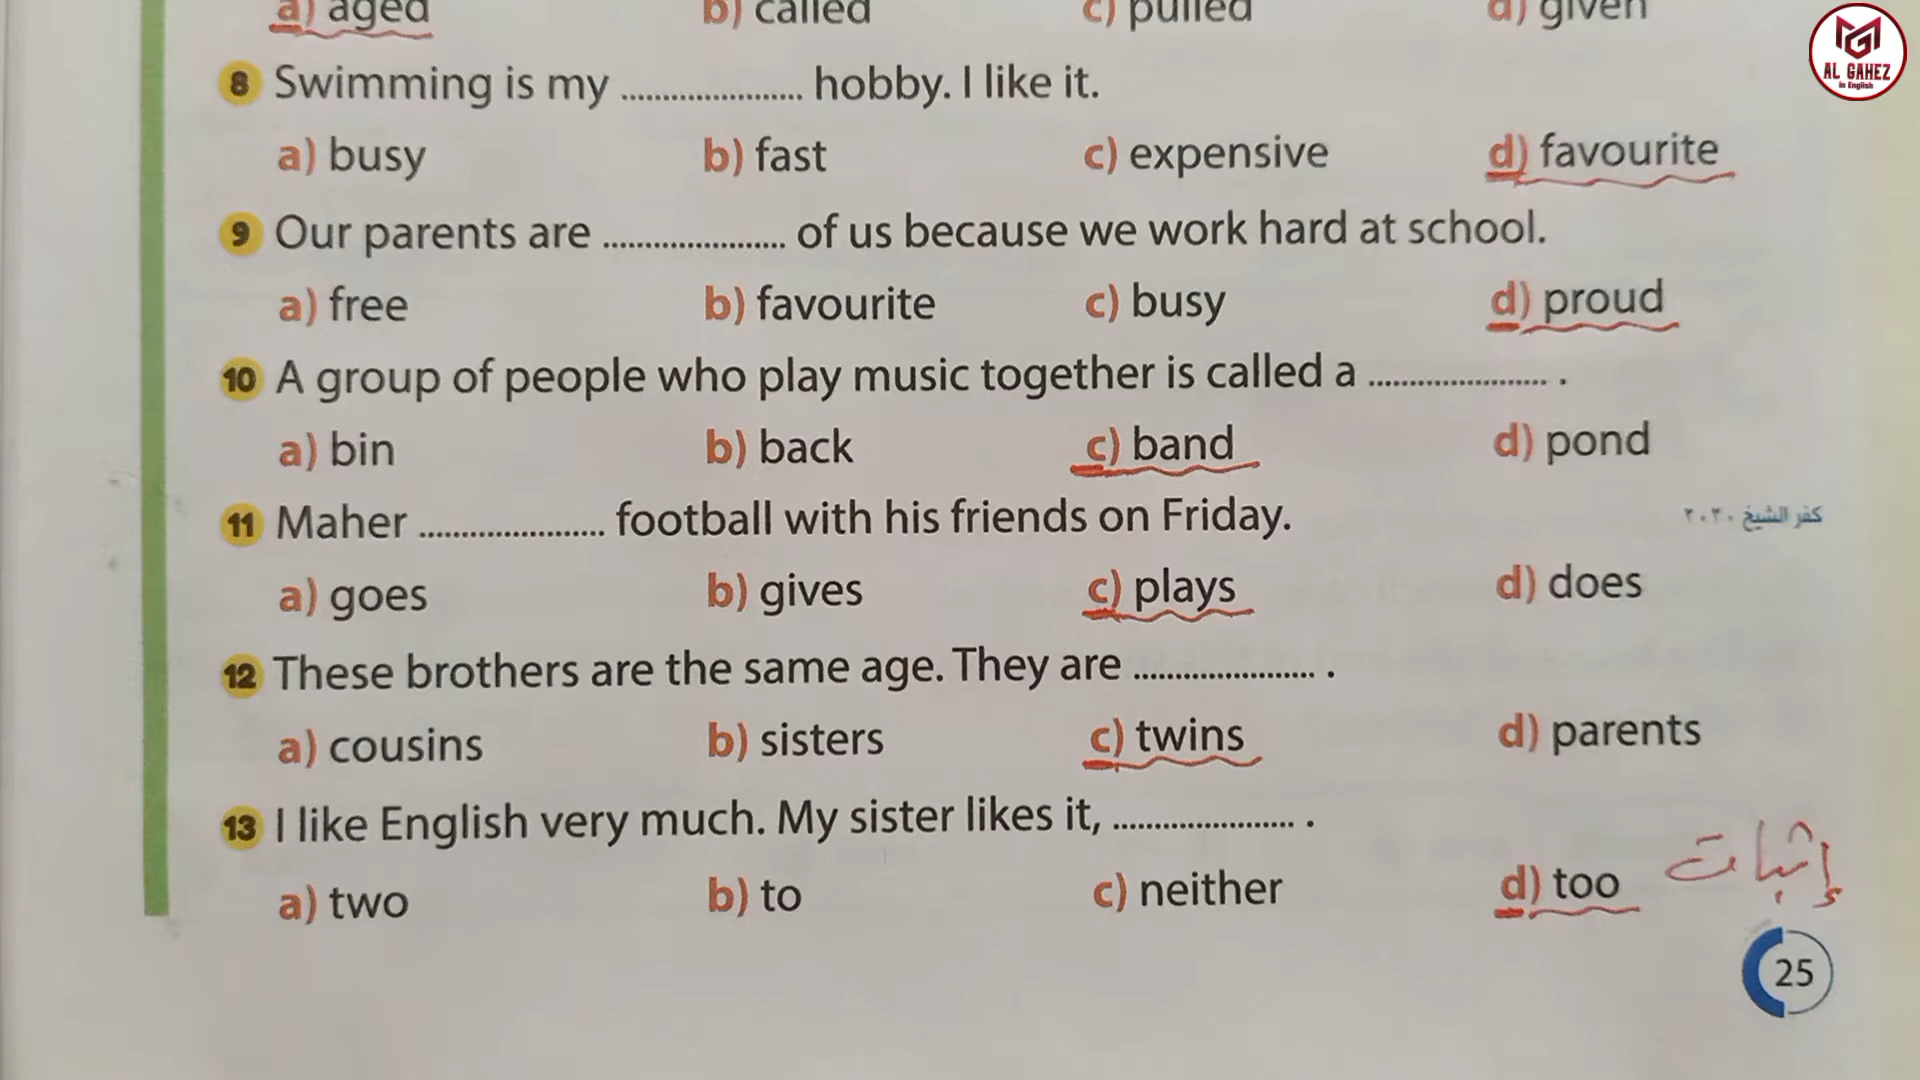 a) aged b) called c) pulled d) given
8 Swimming is my ...................... hobby. I like it.
a) busy b) fast c) expensive d) favourite
9 Our parents are ...................... of us because we work hard at school.
a) free b) favourite c) busy d) proud
10 A group of people who play music together is called a ...................... .
a) bin b) back c) band d) pond
11 Maher ...................... football with his friends on Friday. كفر الشيخ ٢٠٢٠
a) goes b) gives c) plays d) does
12 These brothers are the same age. They are ...................... .
a) cousins b) sisters c) twins d) parents
13 I like English very much. My sister likes it, ...................... .
a) two b) to c) neither d) too إثبات
25
AL GAHEZ
in English